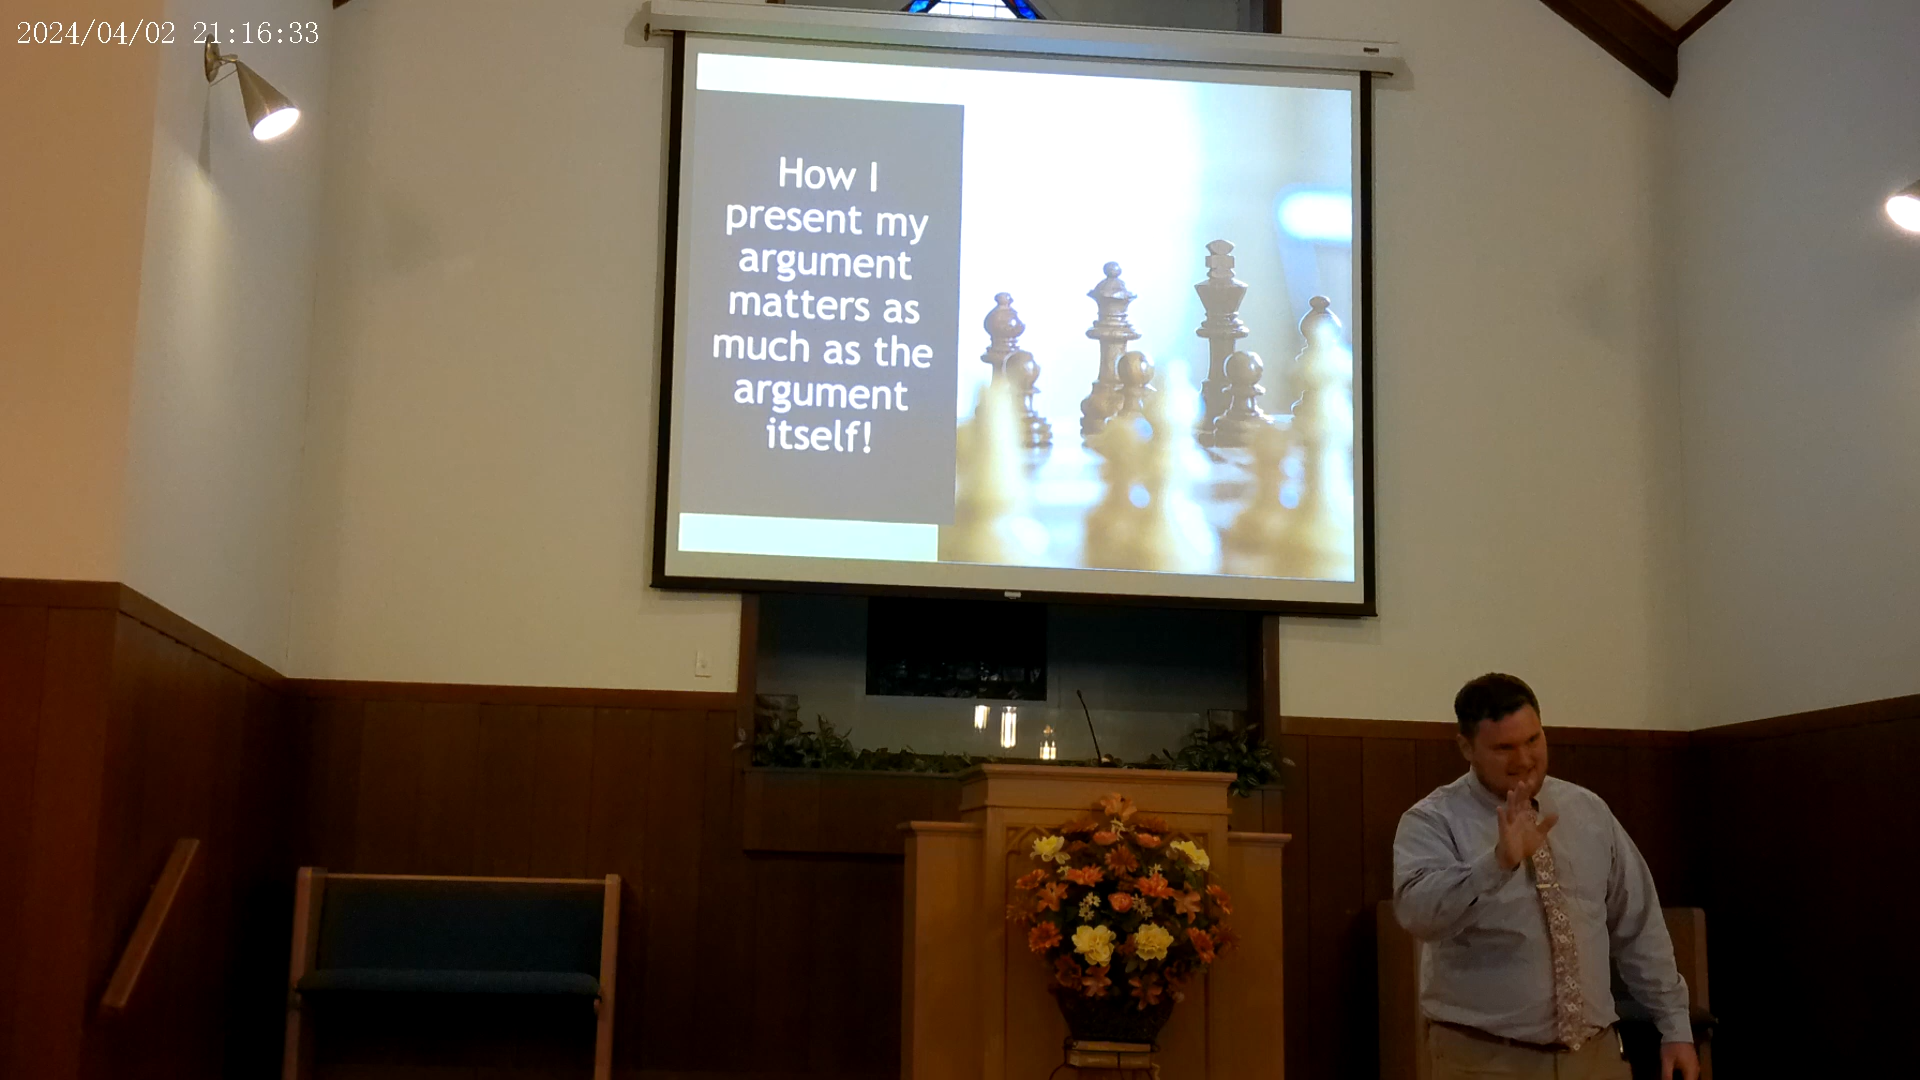 2024/04/02 21:16:33
How I
present my
argument
matters as
much as the
argument
itself!